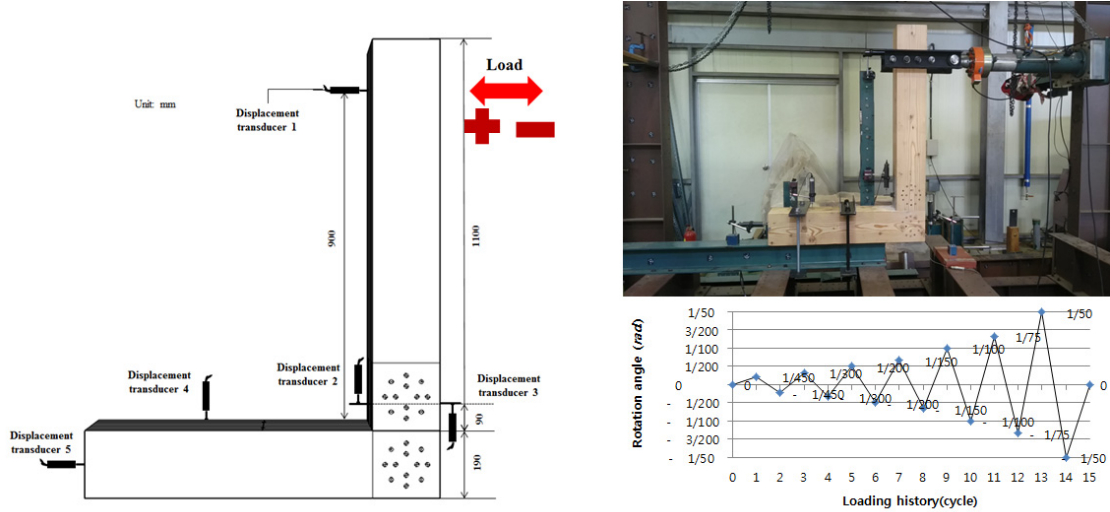 Load
Unit: mm
Displacement
transducer 1
900
1100
Displacement
transducer 2
Displacement
transducer 3
Displacement
transducer 4
90
Displacement
transducer 5
190
Rotation angle (rad)
1/50
3/200
1/100
1/200
0
- 1/200
- 1/100
- 3/200
- 1/50
0
1/450
- 1/450
1/300
- 1/300
1/200
- 1/200
1/150
- 1/150
1/100
- 1/100
1/75
- 1/75
1/50
- 1/50
0
0 1 2 3 4 5 6 7 8 9 10 11 12 13 14 15
Loading history(cycle)